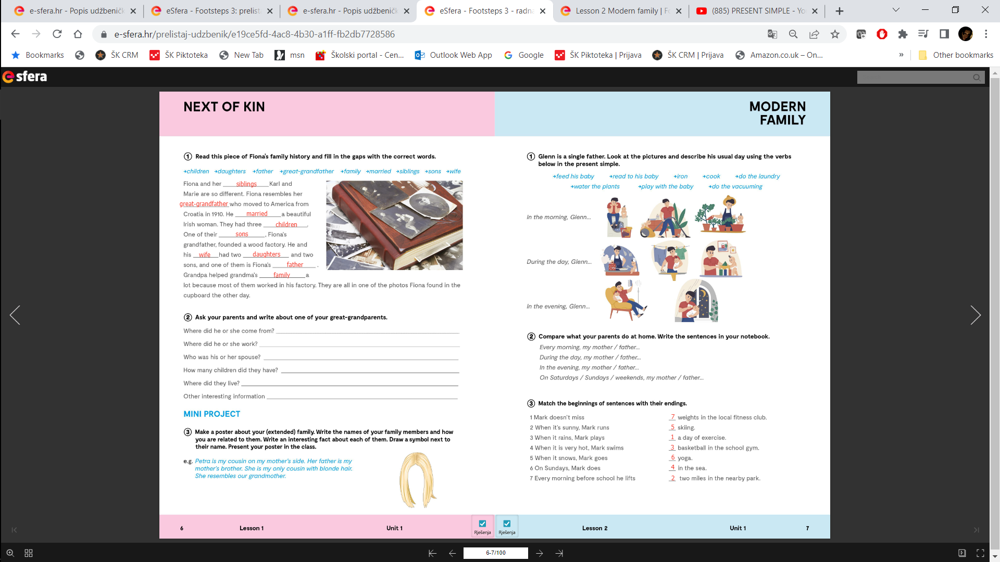 e-sfera.hr - Popis udžbeničk
eSfera - Footsteps 3: prelist
e-sfera.hr - Popis udžbeničk
eSfera - Footsteps 3 - radna
Lesson 2 Modern family | Fo
(885) PRESENT SIMPLE - Yo
e-sfera.hr/prelistaj-udzbenik/e19ce5fd-4ac8-4b30-a1ff-fb2db7728586
Bookmarks
ŠK CRM
ŠK Piktoteka
New Tab
msn
Školski portal - Cen...
Outlook Web App
Google
ŠK Piktoteka | Prijava
ŠK CRM | Prijava
Amazon.co.uk – On...
»
Other bookmarks
esfera
NEXT OF KIN
1 Read this piece of Fiona's family history and fill in the gaps with the correct words.
➔children ➔daughters ➔father ➔great-grandfather ➔family ➔married ➔siblings ➔sons ➔wife
Fiona and her siblings Karl and
Marie are so different. Fiona resembles her
great-grandfather who moved to America from
Croatia in 1910. He married a beautiful
Irish woman. They had three children.
One of their sons, Fiona's
grandfather, founded a wood factory. He and
his wife had two daughters and two
sons, and one of them is Fiona's father.
Grandpa helped grandma's family a
lot because most of them worked in his factory. They are all in one of the photos Fiona found in the
cupboard the other day.
2 Ask your parents and write about one of your great-grandparents.
Where did he or she come from?
Where did he or she work?
Who was his or her spouse?
How many children did they have?
Where did they live?
Other interesting information
MINI PROJECT
3 Make a poster about your (extended) family. Write the names of your family members and how
you are related to them. Write an interesting fact about each of them. Draw a symbol next to
their name. Present your poster in the class.
e.g. Petra is my cousin on my mother's side. Her father is my
mother's brother. She is my only cousin with blonde hair.
She resembles our grandmother.
6 Lesson 1 Unit 1
Rješenja
MODERN
FAMILY
1 Glenn is a single father. Look at the pictures and describe his usual day using the verbs
below in the present simple.
➔feed his baby ➔read to his baby ➔iron ➔cook ➔do the laundry
➔water the plants ➔play with the baby ➔do the vacuuming
In the morning, Glenn...
During the day, Glenn...
In the evening, Glenn...
2 Compare what your parents do at home. Write the sentences in your notebook.
Every morning, my mother / father...
During the day, my mother / father...
In the evening, my mother / father...
On Saturdays / Sundays / weekends, my mother / father...
3 Match the beginnings of sentences with their endings.
1 Mark doesn't miss
2 When it's sunny, Mark runs
3 When it rains, Mark plays
4 When it is very hot, Mark swims
5 When it snows, Mark goes
6 On Sundays, Mark does
7 Every morning before school he lifts
7 weights in the local fitness club.
5 skiing.
1 a day of exercise.
3 basketball in the school gym.
6 yoga.
4 in the sea.
2 two miles in the nearby park.
Rješenja
Lesson 2 Unit 1 7
6-7/100